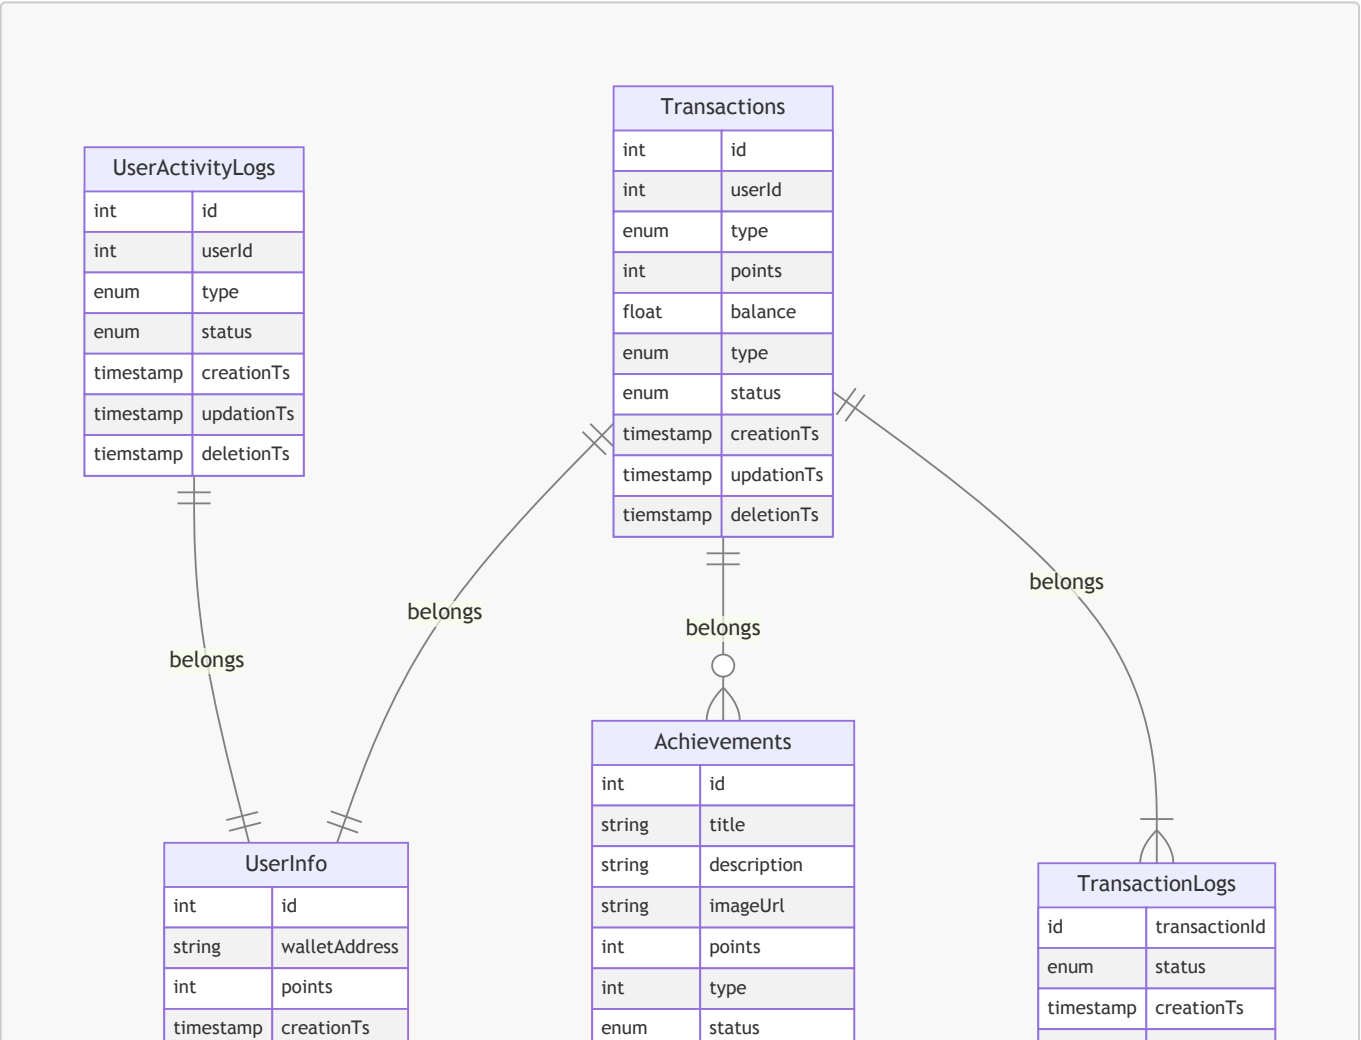 Transactions
int id
int userId
enum type
int points
float balance
enum type
enum status
timestamp creationTs
timestamp updationTs
tiemstamp deletionTs
UserActivityLogs
int id
int userId
enum type
enum status
timestamp creationTs
timestamp updationTs
tiemstamp deletionTs
belongs
belongs
belongs
belongs
UserInfo
int id
string walletAddress
int points
timestamp creationTs
Achievements
int id
string title
string description
string imageUrl
int points
int type
enum status
TransactionLogs
id transactionId
enum status
timestamp creationTs